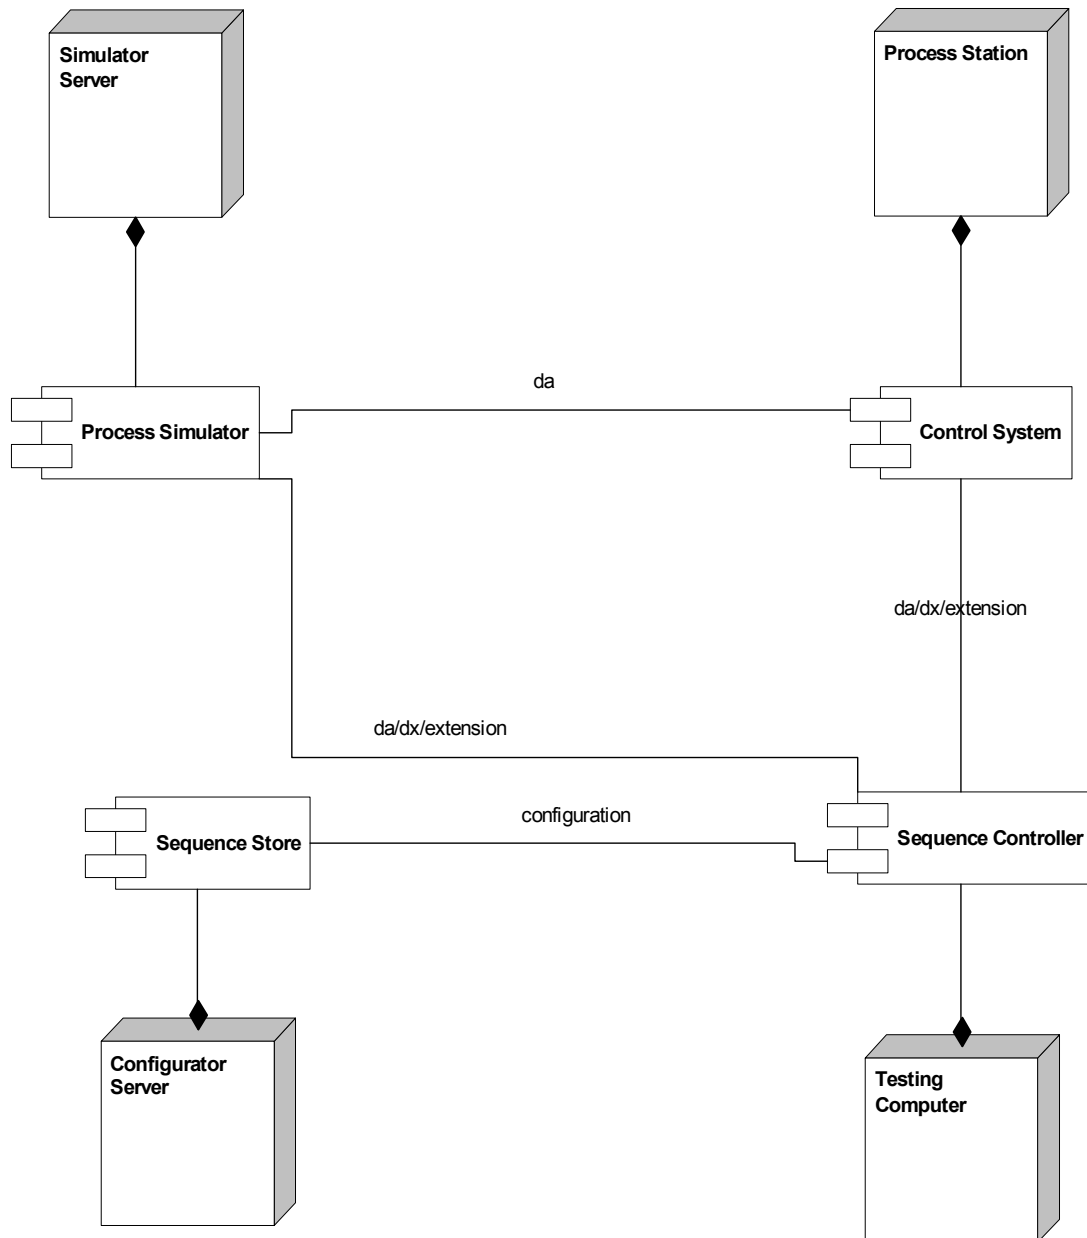 Simulator
Server
Process Station
da
Process Simulator
Control System
da/dx/extension
da/dx/extension
configuration
Sequence Store
Sequence Controller
Configurator
Server
Testing
Computer